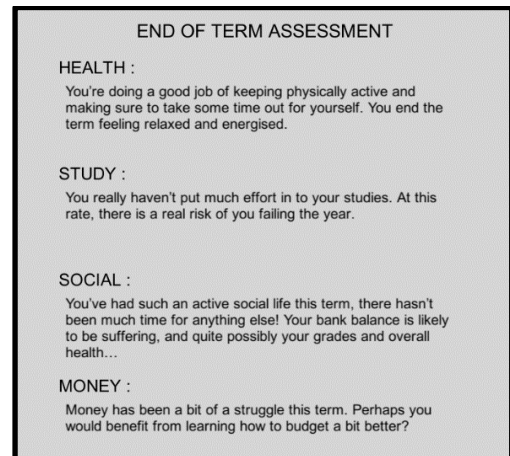 END OF TERM ASSESSMENT
HEALTH :
You're doing a good job of keeping physically active and
making sure to take some time out for yourself. You end the
term feeling relaxed and energised.
STUDY :
You really haven't put much effort in to your studies. At this
rate, there is a real risk of you failing the year.
SOCIAL :
You've had such an active social life this term, there hasn't
been much time for anything else! Your bank balance is likely
to be suffering, and quite possibly your grades and overall
health…
MONEY :
Money has been a bit of a struggle this term. Perhaps you
would benefit from learning how to budget a bit better?